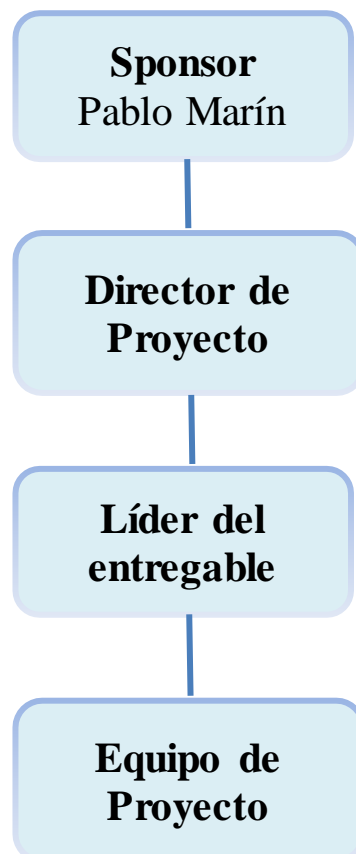 Sponsor
Pablo Marín
Director de
Proyecto
Líder del
entregable
Equipo de
Proyecto